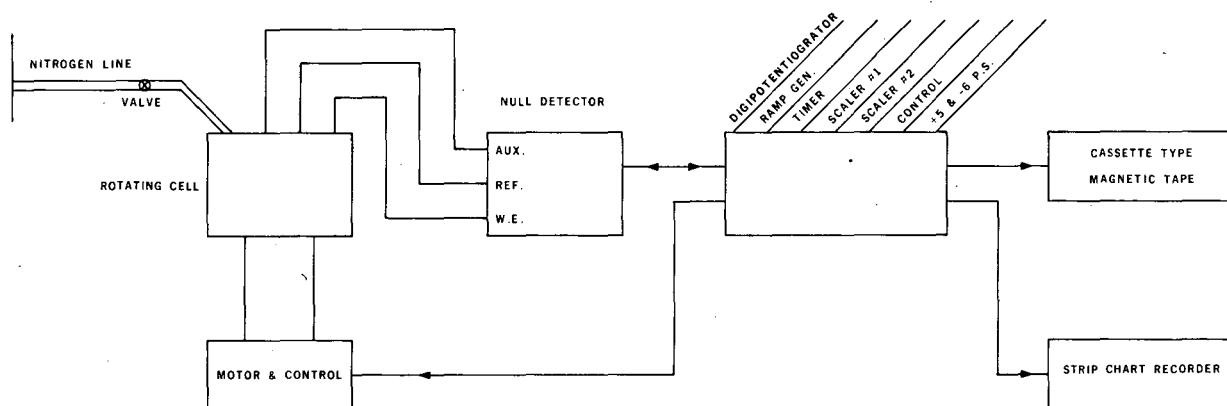 NITROGEN LINE
VALVE
ROTATING CELL
MOTOR & CONTROL
NULL DETECTOR
AUX.
REF.
W.E.
DIGIPOTENTIOGRATOR
RAMP GEN.
TIMER
SCALER #1
SCALER #2
CONTROL
+5 & -6 P.S.
CASSETTE TYPE
MAGNETIC TAPE
STRIP CHART RECORDER